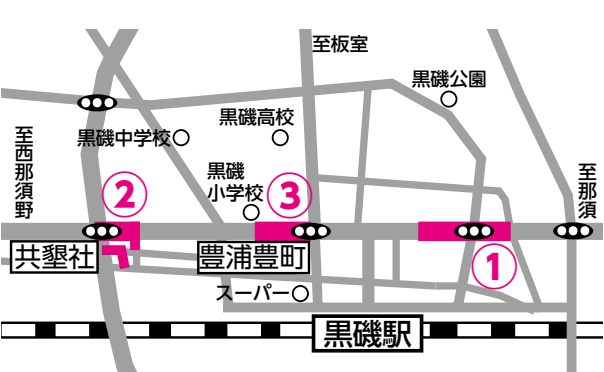 至板室
黒磯公園
黒磯高校
黒磯中学校
至西那須野
黒磯
小学校
至那須
②
③
共墾社
豊浦豊町
①
スーパー
黒磯駅